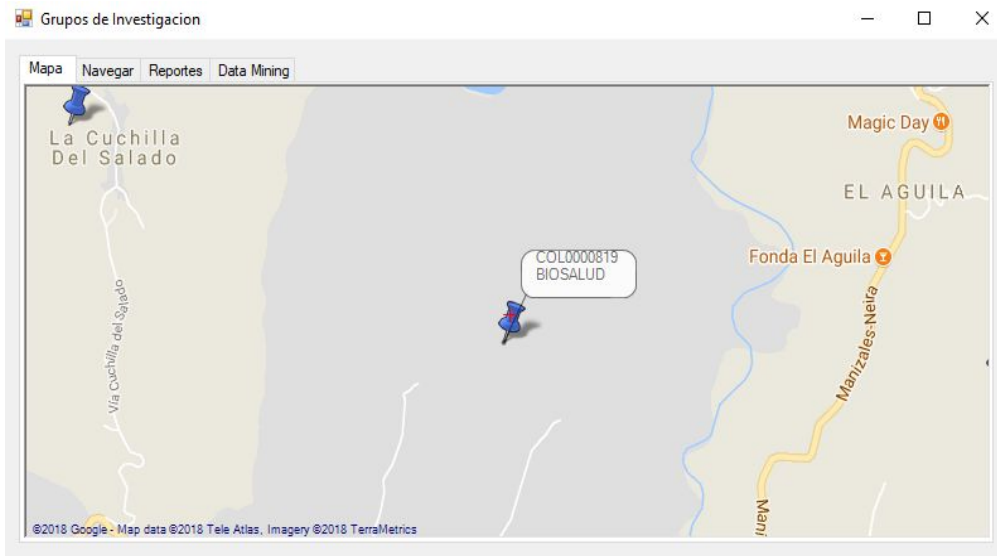 Grupos de Investigacion
Mapa Navegar Reportes Data Mining
La Cuchilla
Del Salado
Magic Day
EL AGUILA
COL0000819
BIOSALUD
Fonda El Aguila
Vía Cuchilla del Salado
Manizales-Neira
Mani
©2018 Google - Map data ©2018 Tele Atlas, Imagery ©2018 TerraMetrics